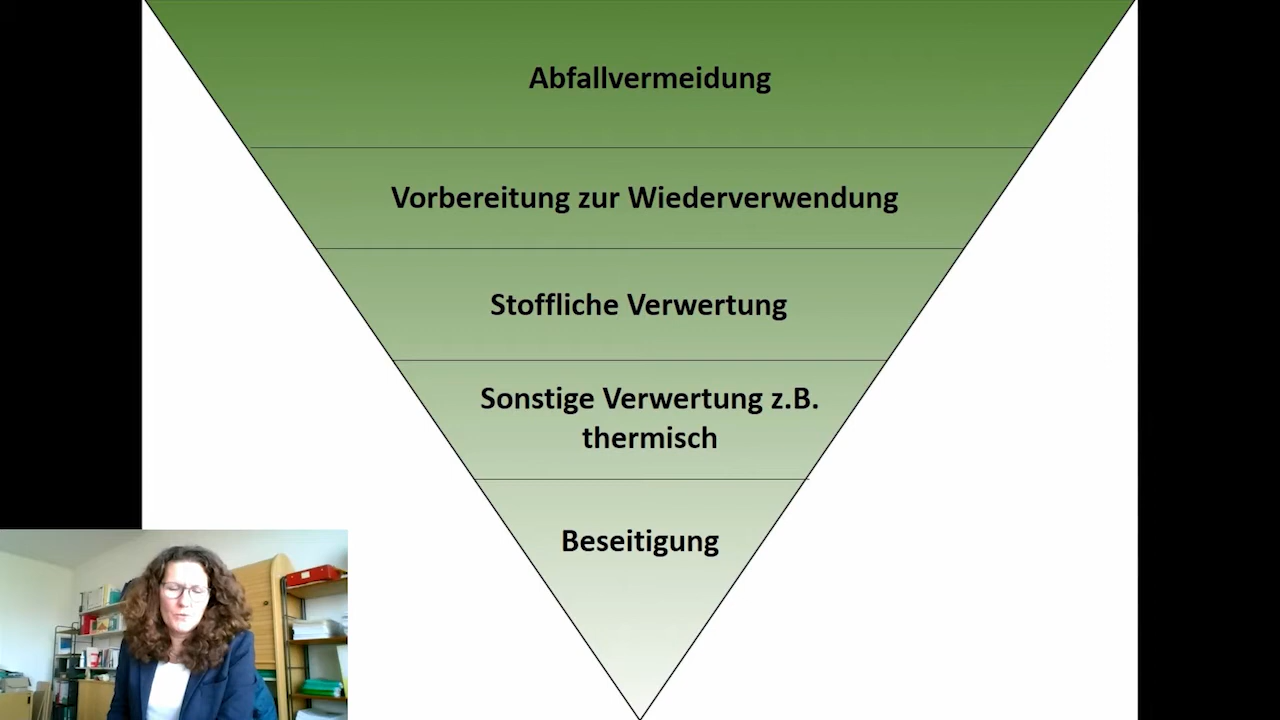 Abfallvermeidung
Vorbereitung zur Wiederverwendung
Stoffliche Verwertung
Sonstige Verwertung z.B.
thermisch
Beseitigung